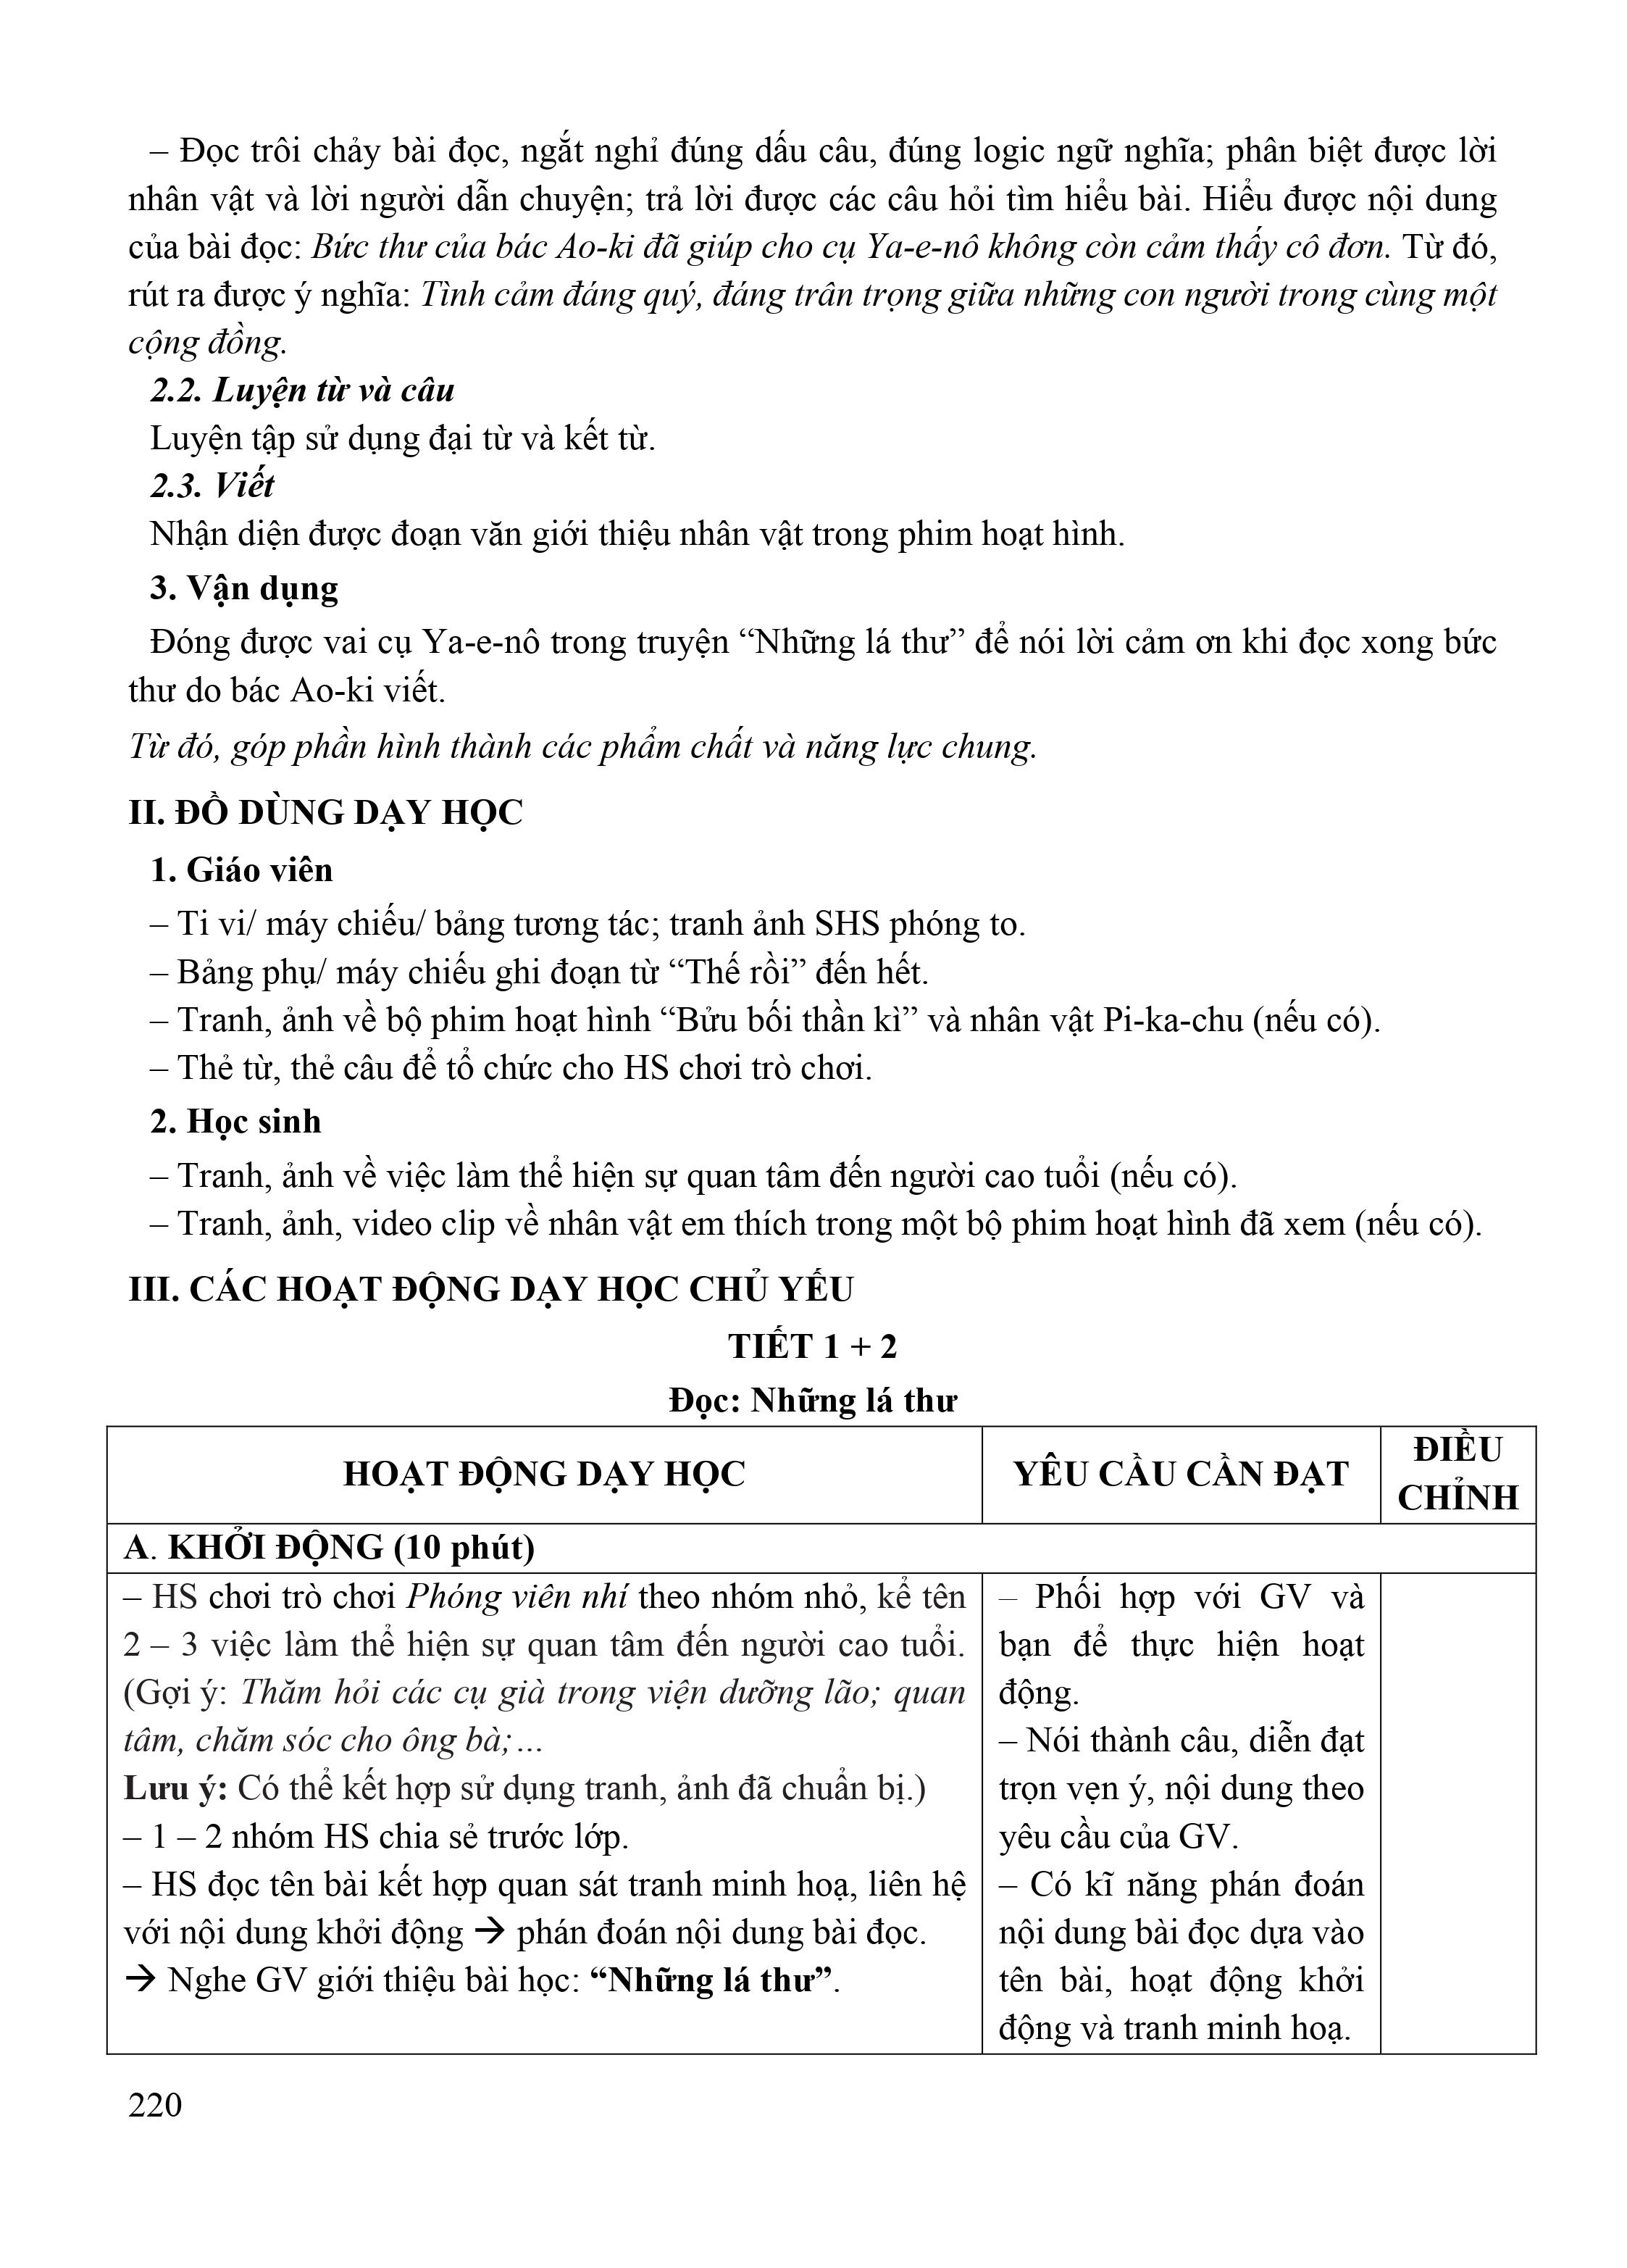 – Đọc trôi chảy bài đọc, ngắt nghỉ đúng dấu câu, đúng logic ngữ nghĩa; phân biệt được lời
nhân vật và lời người dẫn chuyện; trả lời được các câu hỏi tìm hiểu bài. Hiểu được nội dung
của bài đọc: Bức thư của bác Ao-ki đã giúp cho cụ Ya-e-nô không còn cảm thấy cô đơn. Từ đó,
rút ra được ý nghĩa: Tình cảm đáng quý, đáng trân trọng giữa những con người trong cùng một
cộng đồng.
2.2. Luyện từ và câu
Luyện tập sử dụng đại từ và kết từ.
2.3. Viết
Nhận diện được đoạn văn giới thiệu nhân vật trong phim hoạt hình.
3. Vận dụng
Đóng được vai cụ Ya-e-nô trong truyện “Những lá thư” để nói lời cảm ơn khi đọc xong bức
thư do bác Ao-ki viết.
Từ đó, góp phần hình thành các phẩm chất và năng lực chung.
II. ĐỒ DÙNG DẠY HỌC
1. Giáo viên
– Ti vi/ máy chiếu/ bảng tương tác; tranh ảnh SHS phóng to.
– Bảng phụ/ máy chiếu ghi đoạn từ “Thế rồi” đến hết.
– Tranh, ảnh về bộ phim hoạt hình “Bửu bối thần kì” và nhân vật Pi-ka-chu (nếu có).
– Thẻ từ, thẻ câu để tổ chức cho HS chơi trò chơi.
2. Học sinh
– Tranh, ảnh về việc làm thể hiện sự quan tâm đến người cao tuổi (nếu có).
– Tranh, ảnh, video clip về nhân vật em thích trong một bộ phim hoạt hình đã xem (nếu có).
III. CÁC HOẠT ĐỘNG DẠY HỌC CHỦ YẾU
TIẾT 1 + 2
Đọc: Những lá thư
HOẠT ĐỘNG DẠY HỌC
YÊU CẦU CẦN ĐẠT
ĐIỀU
CHỈNH
A. KHỞI ĐỘNG (10 phút)
– HS chơi trò chơi Phóng viên nhí theo nhóm nhỏ, kể tên
2 – 3 việc làm thể hiện sự quan tâm đến người cao tuổi.
(Gợi ý: Thăm hỏi các cụ già trong viện dưỡng lão; quan
tâm, chăm sóc cho ông bà;…
Lưu ý: Có thể kết hợp sử dụng tranh, ảnh đã chuẩn bị.)
– 1 – 2 nhóm HS chia sẻ trước lớp.
– HS đọc tên bài kết hợp quan sát tranh minh hoạ, liên hệ
với nội dung khởi động → phán đoán nội dung bài đọc.
→ Nghe GV giới thiệu bài học: “Những lá thư”.
– Phối hợp với GV và
bạn để thực hiện hoạt
động.
– Nói thành câu, diễn đạt
trọn vẹn ý, nội dung theo
yêu cầu của GV.
– Có kĩ năng phán đoán
nội dung bài đọc dựa vào
tên bài, hoạt động khởi
động và tranh minh hoạ.
220